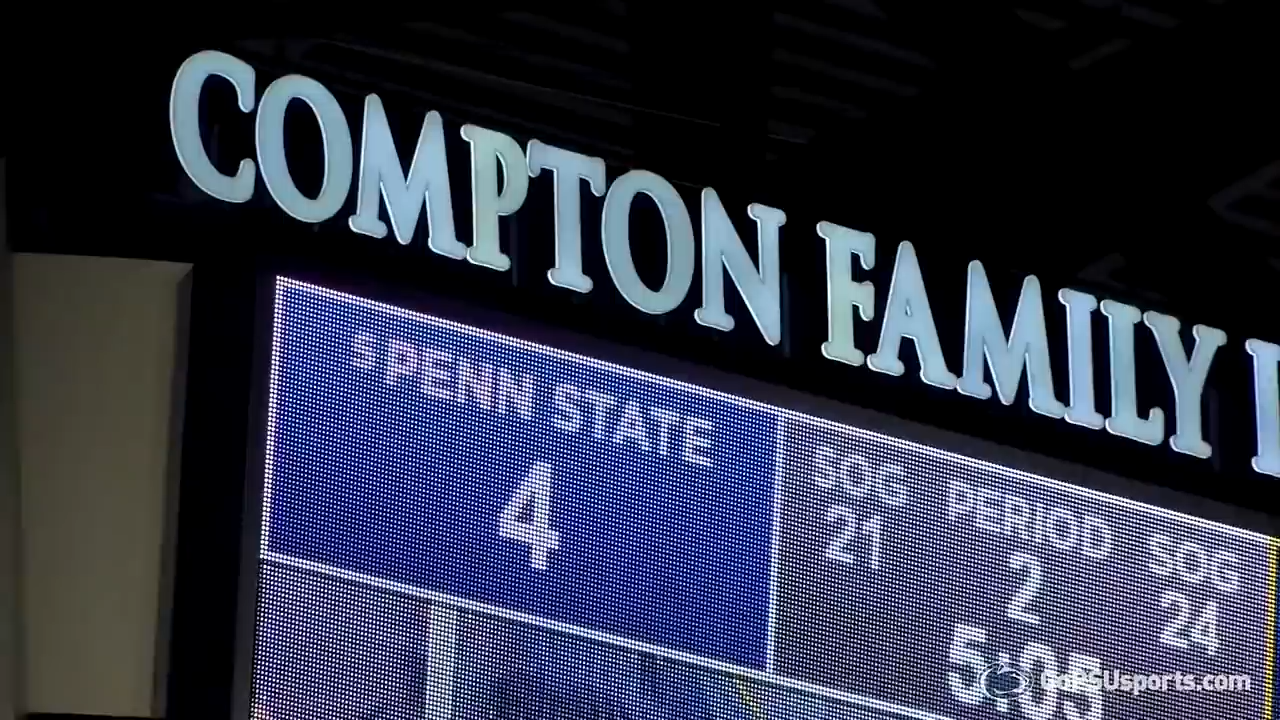 COMPTON FAMILY
PENN STATE
4
SOG PERIOD SOG
21 2 24
5:05
GoPSUsports.com